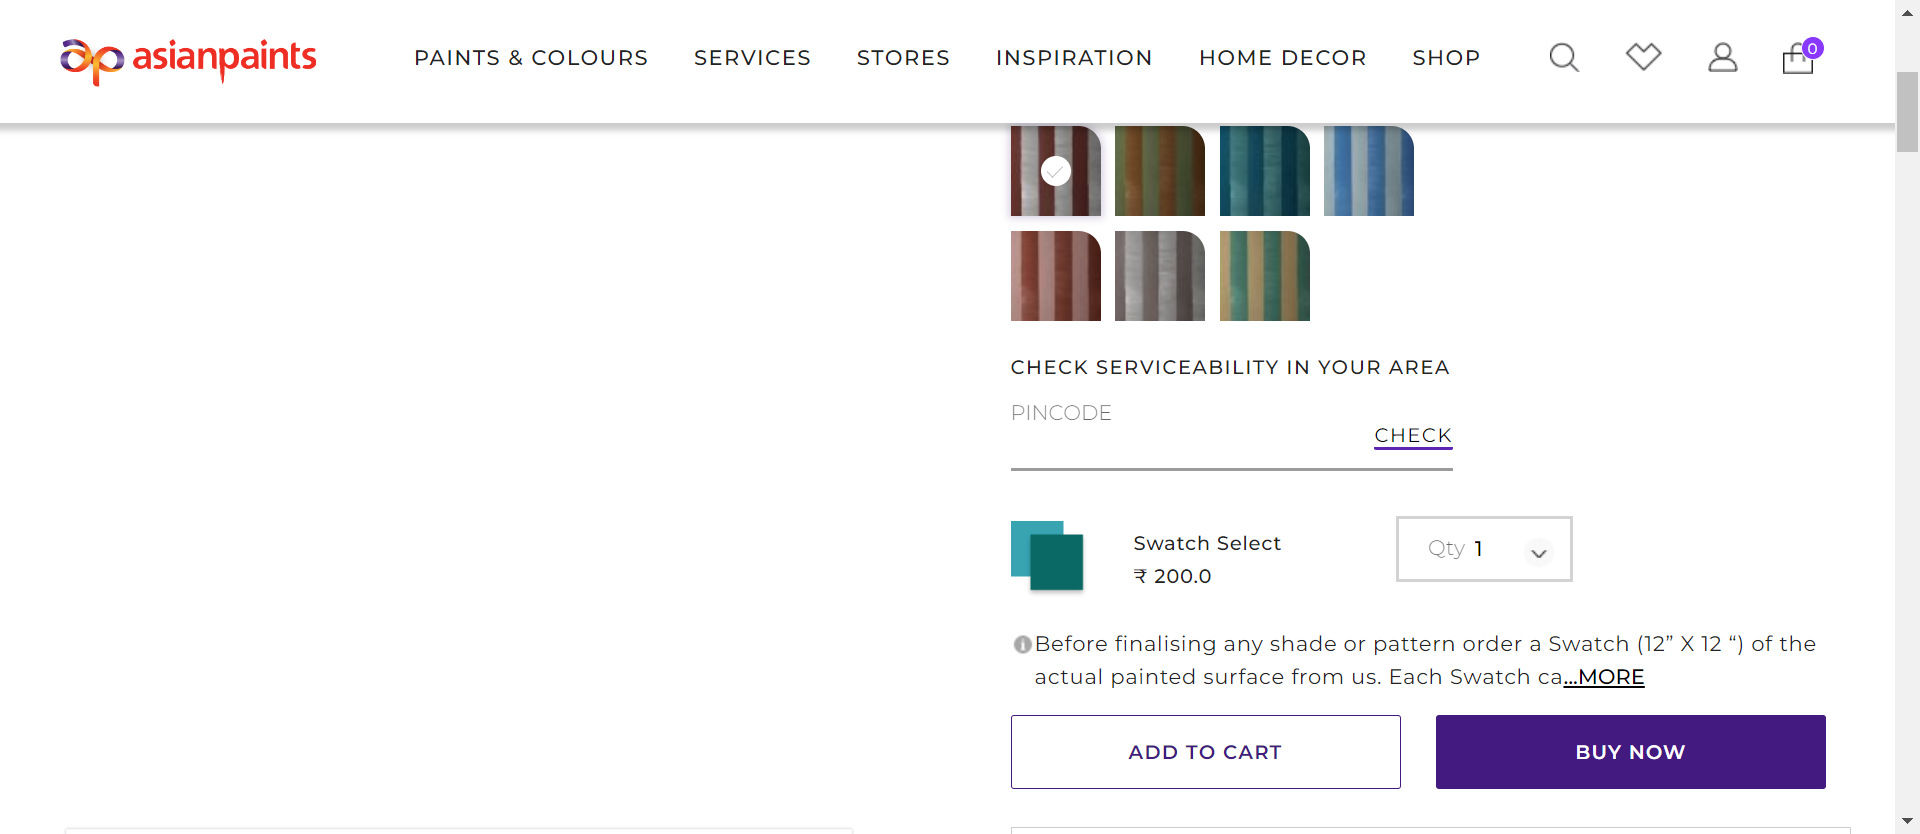 asianpaints
PAINTS & COLOURS SERVICES STORES INSPIRATION HOME DECOR SHOP
0
CHECK SERVICEABILITY IN YOUR AREA
PINCODE
CHECK
Swatch Select
₹ 200.0
Qty 1
Before finalising any shade or pattern order a Swatch (12” X 12 “) of the
actual painted surface from us. Each Swatch ca...MORE
ADD TO CART
BUY NOW